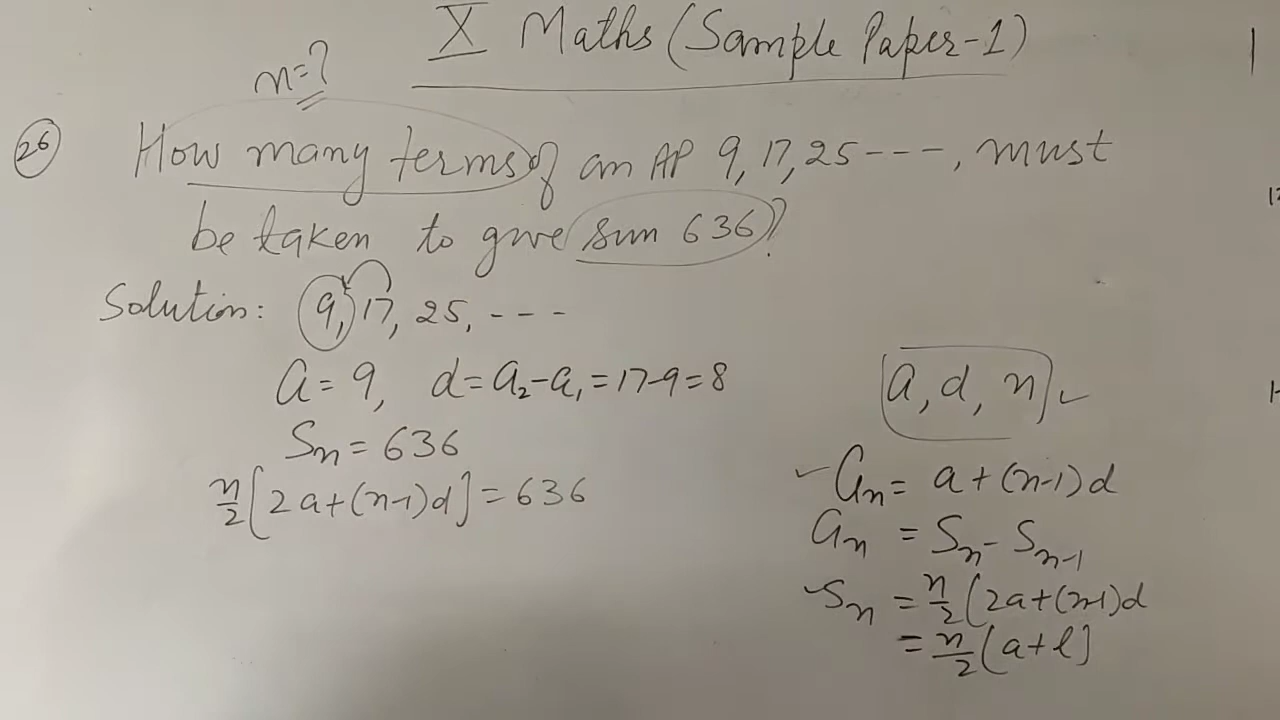 X Maths (Sample Paper-1)
n=?
26 How many terms of an AP 9, 17, 25---, must
be taken to give sum 636?
Solution: 9, 17, 25, ---
a = 9, d = a₂-a₁ = 17-9 = 8
Sₙ = 636
n/2 [2a+(n-1)d] = 636
a, d, n
aₙ = a+(n-1)d
aₙ = Sₙ - Sₙ₋₁
Sₙ = n/2 (2a+(n-1)d
= n/2 (a+l]